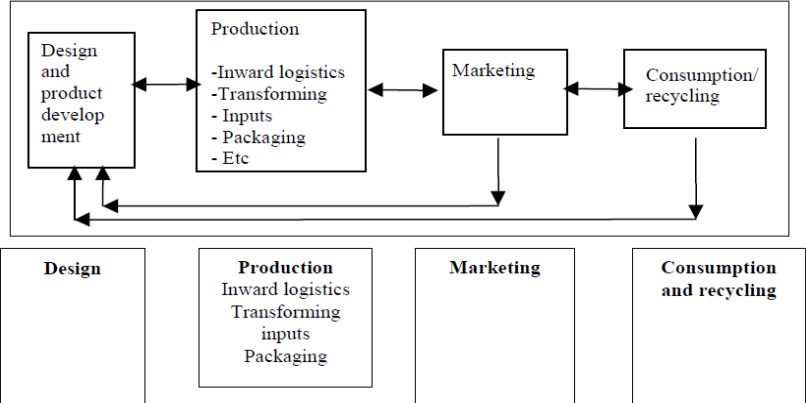 Design
and
product
develop
ment
Production
-Inward logistics
-Transforming
- Inputs
- Packaging
- Etc
Marketing
Consumption/
recycling
Design
Production
Inward logistics
Transforming
inputs
Packaging
Marketing
Consumption
and recycling